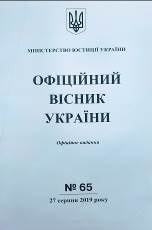 МІНІСТЕРСТВО ЮСТИЦІЇ УКРАЇНИ
ОФІЦІЙНИЙ
ВІСНИК
УКРАЇНИ
Офіційне видання
№ 65
27 серпня 2019 року